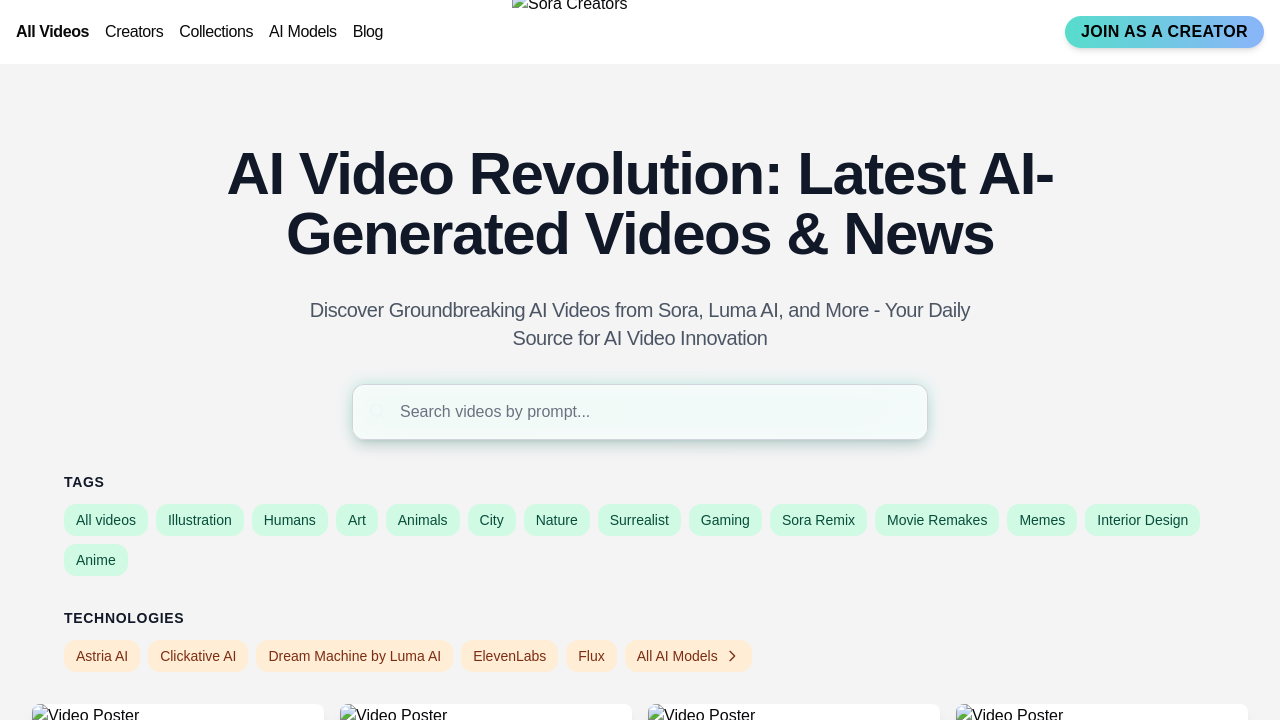 All Videos
Creators
Collections
AI Models
Blog
Sora Creators
JOIN AS A CREATOR
AI Video Revolution: Latest AI-
Generated Videos & News
Discover Groundbreaking AI Videos from Sora, Luma AI, and More - Your Daily
Source for AI Video Innovation
Search videos by prompt...
TAGS
All videos
Illustration
Humans
Art
Animals
City
Nature
Surrealist
Gaming
Sora Remix
Movie Remakes
Memes
Interior Design
Anime
TECHNOLOGIES
Astria AI
Clickative AI
Dream Machine by Luma AI
ElevenLabs
Flux
All AI Models
Video Poster
Video Poster
Video Poster
Video Poster